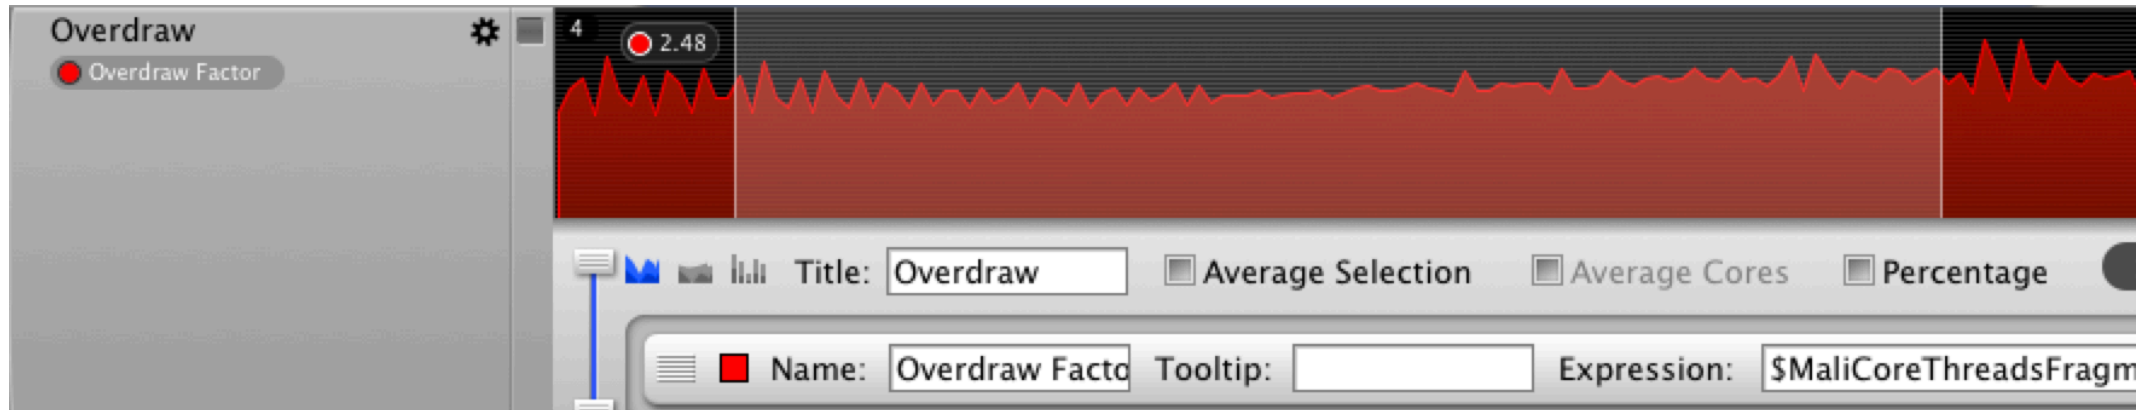 Overdraw
Overdraw Factor
4
2.48
Title: Overdraw Average Selection Average Cores Percentage
Name: Overdraw Facto Tooltip: Expression: $MaliCoreThreadsFragm